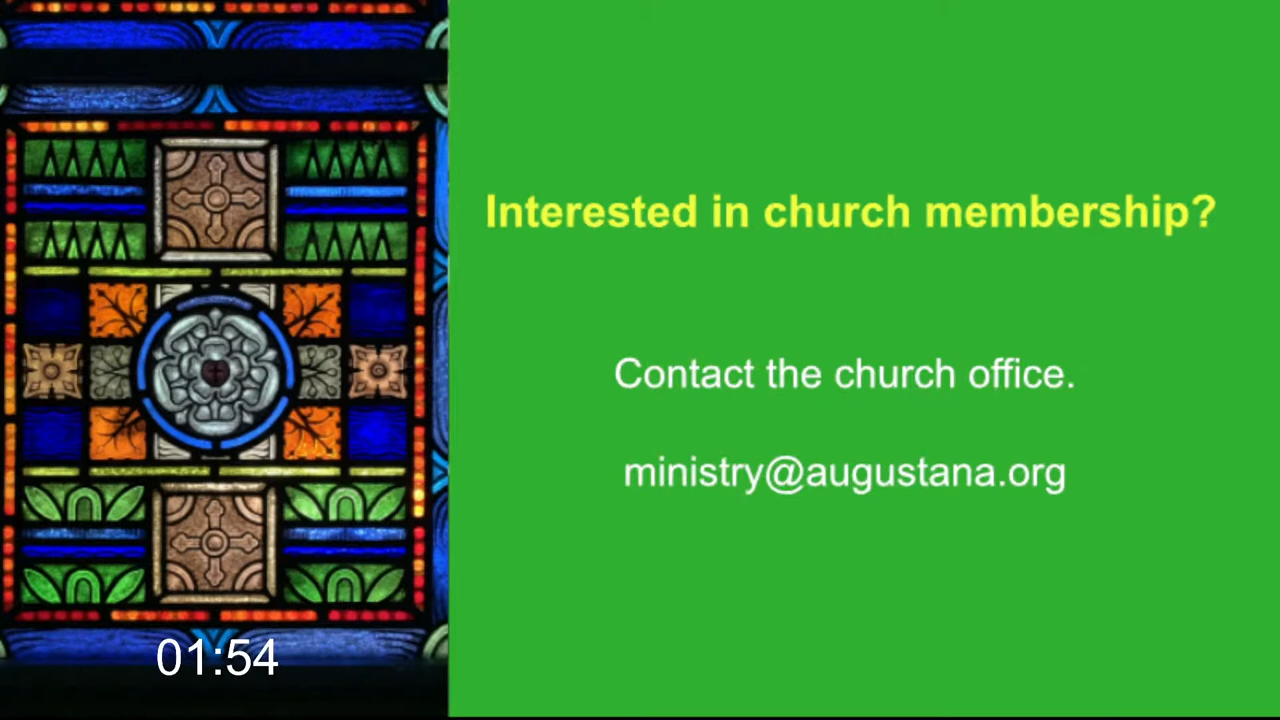 Interested in church membership?
Contact the church office.
ministry@augustana.org
01:54